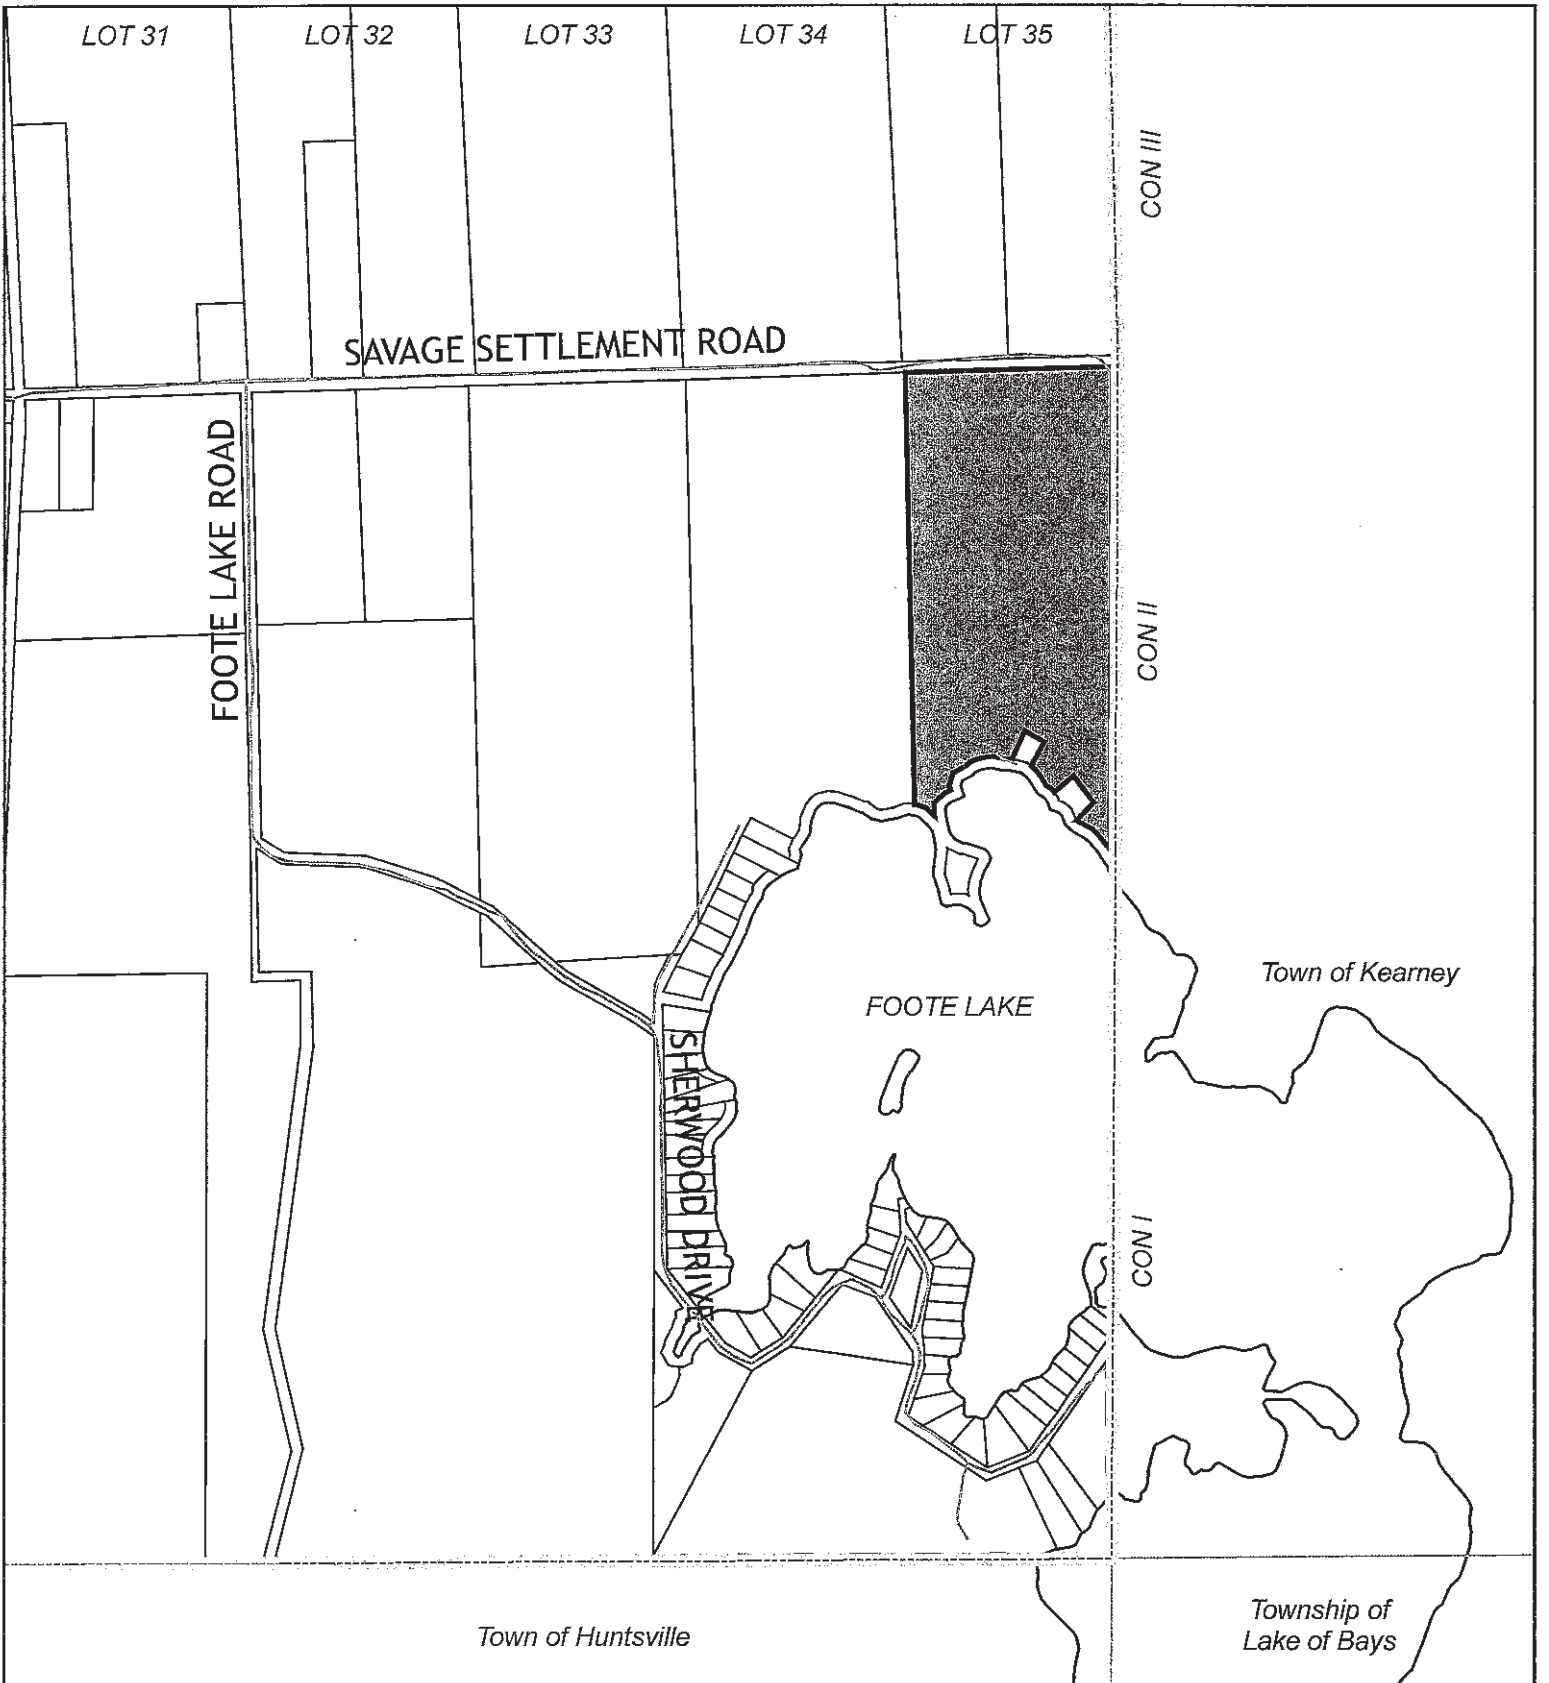 LOT 31
LOT 32
LOT 33
LOT 34
LOT 35
CON III
SAVAGE SETTLEMENT ROAD
FOOTE LAKE ROAD
CON II
Town of Kearney
FOOTE LAKE
SHERWOOD DRIVE
CON I
Town of Huntsville
Township of
Lake of Bays